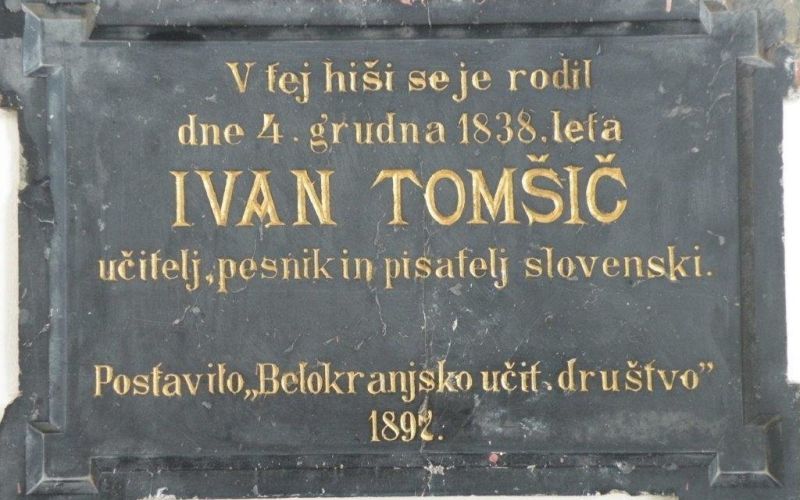 V tej hiši se je rodil
dne 4. grudna 1838. leta
IVAN TOMŠIČ
učitelj, pesnik in pisatelj slovenski.
Postavilo „Belokranjsko učit. društvo”
1892.